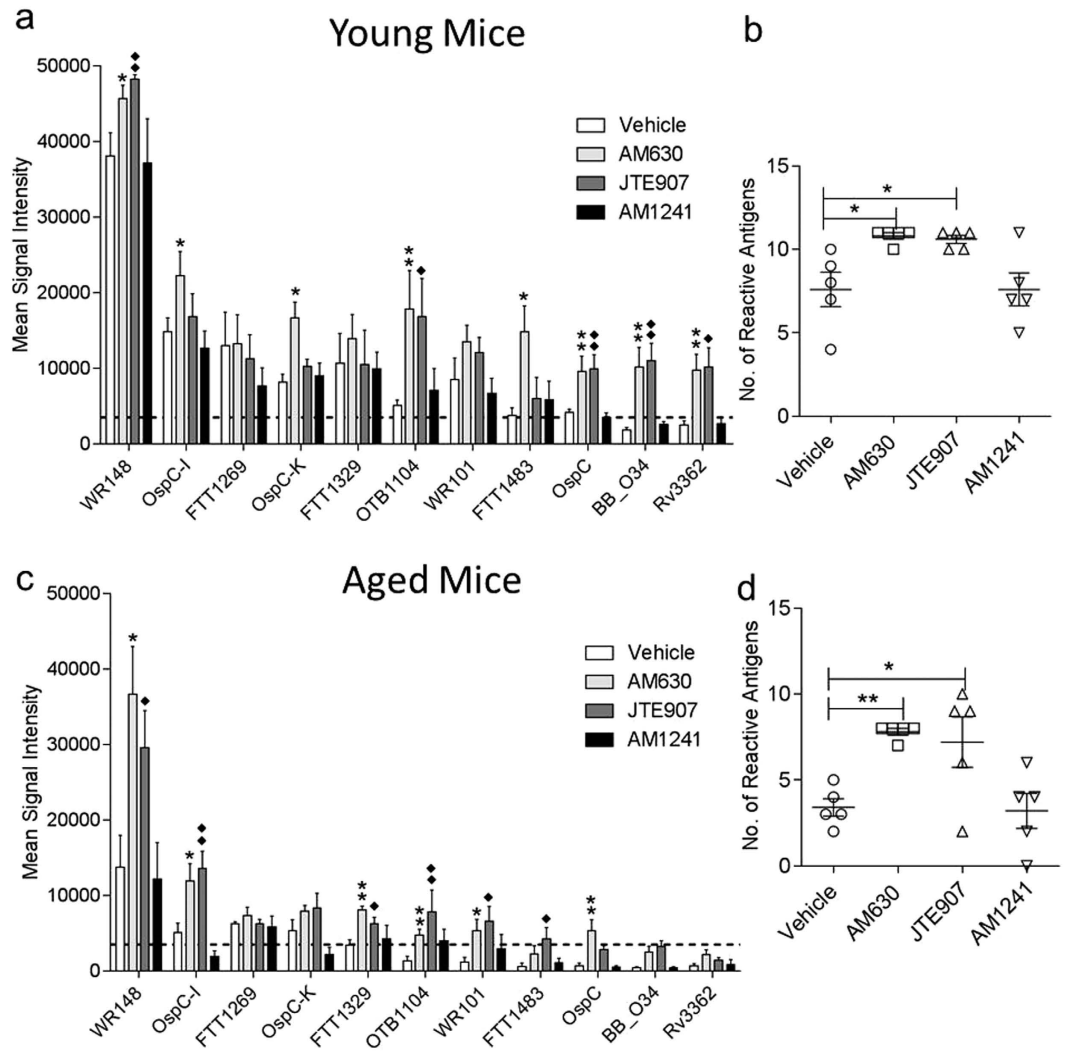 a
Young Mice
Mean Signal Intensity
50000
40000
30000
20000
10000
0
*
*
*
*
*
*
*
*
*
*
*
*
Vehicle
AM630
JTE907
AM1241
WR148
OspC-I
FTT1269
OspC-K
FTT1329
OTB1104
WR101
FTT1483
OspC
BB_O34
Rv3362
b
No. of Reactive Antigens
15
10
5
0
*
*
Vehicle
AM630
JTE907
AM1241
c
Aged Mice
Mean Signal Intensity
50000
40000
30000
20000
10000
0
*
*
*
*
*
*
*
*
*
Vehicle
AM630
JTE907
AM1241
WR148
OspC-I
FTT1269
OspC-K
FTT1329
OTB1104
WR101
FTT1483
OspC
BB_O34
Rv3362
d
No. of Reactive Antigens
15
10
5
0
*
**
Vehicle
AM630
JTE907
AM1241